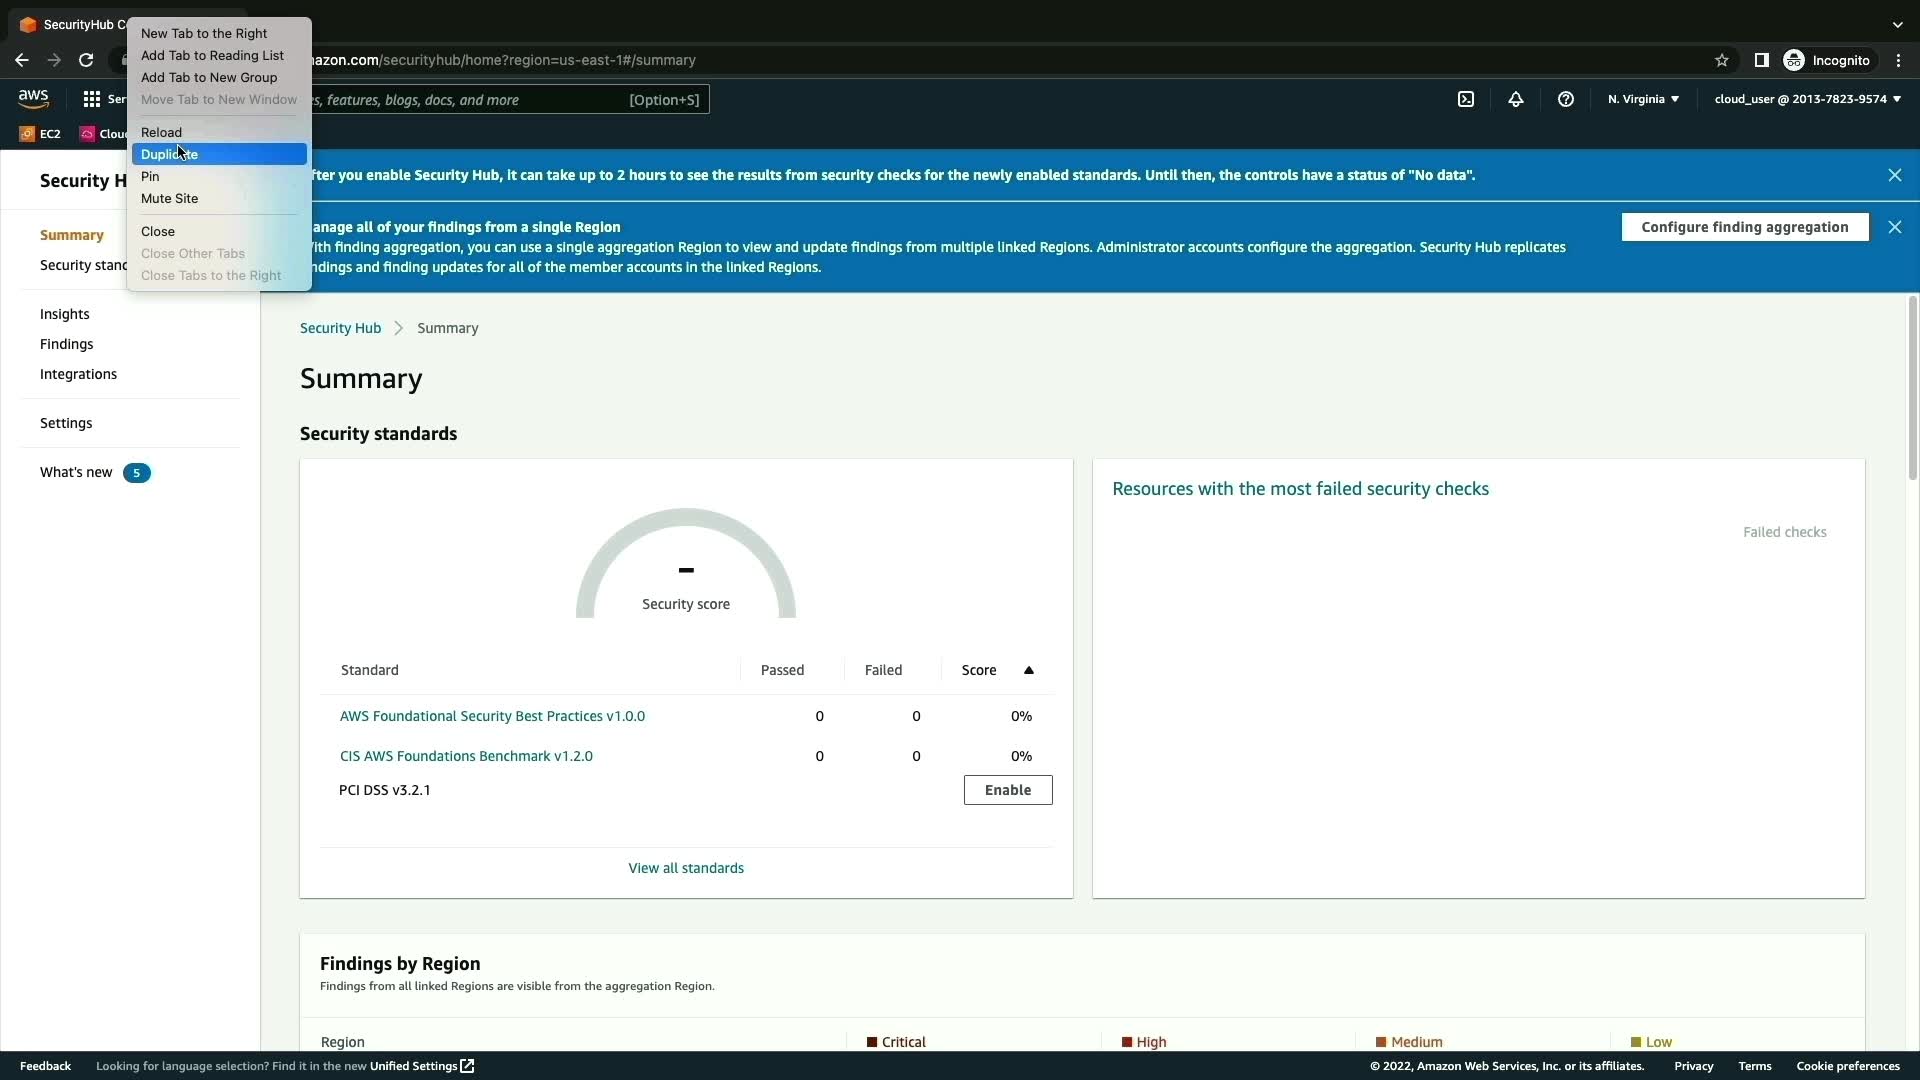 SecurityHub C
New Tab to the Right
Add Tab to Reading List
Add Tab to New Group
Move Tab to New Window
Reload
Duplicate
Pin
Mute Site
Close
Close Other Tabs
Close Tabs to the Right
azon.com/securityhub/home?region=us-east-1#/summary
Incognito
aws
Ser
s, features, blogs, docs, and more
[Option+S]
N. Virginia
cloud_user @ 2013-7823-9574
EC2
Clou
fter you enable Security Hub, it can take up to 2 hours to see the results from security checks for the newly enabled standards. Until then, the controls have a status of "No data".
anage all of your findings from a single Region
ith finding aggregation, you can use a single aggregation Region to view and update findings from multiple linked Regions. Administrator accounts configure the aggregation. Security Hub replicates
ndings and finding updates for all of the member accounts in the linked Regions.
Configure finding aggregation
Security H
Summary
Security stand
Insights
Findings
Integrations
Settings
What's new 5
Security Hub > Summary
Summary
Security standards
–
Security score
Standard Passed Failed Score
AWS Foundational Security Best Practices v1.0.0 0 0 0%
CIS AWS Foundations Benchmark v1.2.0 0 0 0%
PCI DSS v3.2.1 Enable
View all standards
Resources with the most failed security checks
Failed checks
Findings by Region
Findings from all linked Regions are visible from the aggregation Region.
Region Critical High Medium Low
Feedback
Looking for language selection? Find it in the new Unified Settings
© 2022, Amazon Web Services, Inc. or its affiliates.
Privacy
Terms
Cookie preferences